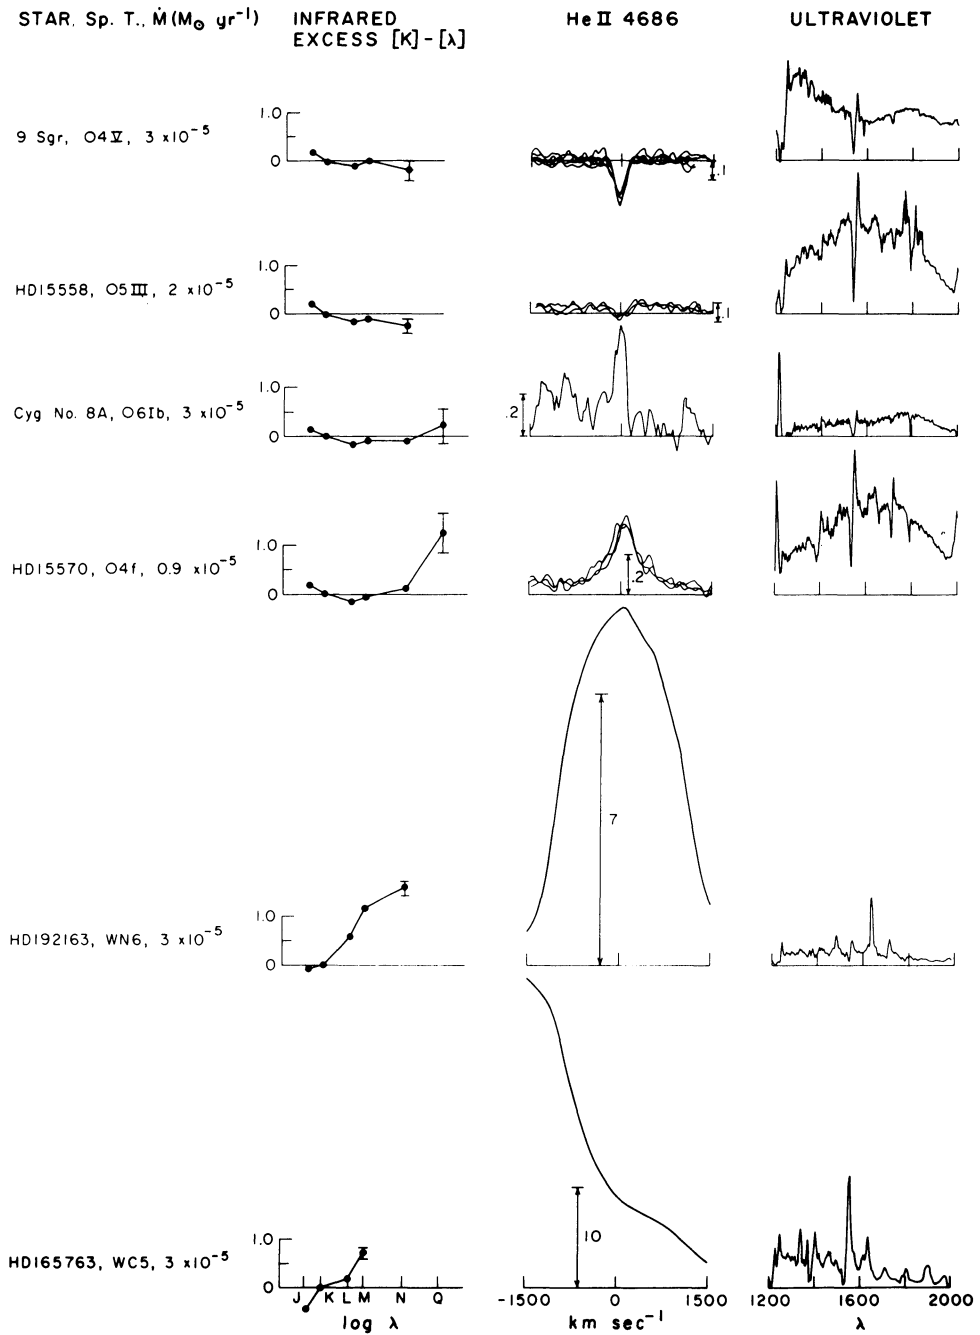 STAR, Sp. T., Ṁ (M⊙ yr⁻¹)
INFRARED
EXCESS [K]-[λ]
He II 4686
ULTRAVIOLET
9 Sgr, O4V, 3 x10⁻⁵
1.0
0
.1
HD15558, O5III, 2 x10⁻⁵
1.0
0
.1
Cyg No. 8A, O6Ib, 3 x10⁻⁵
1.0
0
.2
HD15570, O4f, 0.9 x10⁻⁵
1.0
0
.2
7
HD192163, WN6, 3 x10⁻⁵
1.0
0
10
HD165763, WC5, 3 x10⁻⁵
1.0
0
J K L M N Q
log λ
-1500 0 1500
km sec⁻¹
1200 1600 2000
λ